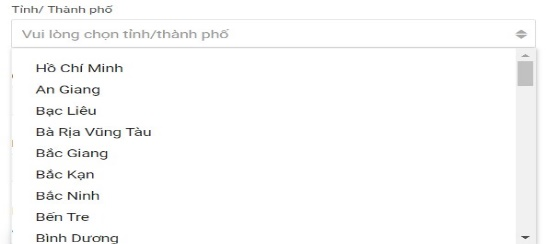 Tỉnh/ Thành phố
Vui lòng chọn tỉnh/thành phố
Hồ Chí Minh
An Giang
Bạc Liêu
Bà Rịa Vũng Tàu
Bắc Giang
Bắc Kạn
Bắc Ninh
Bến Tre
Bình Dương